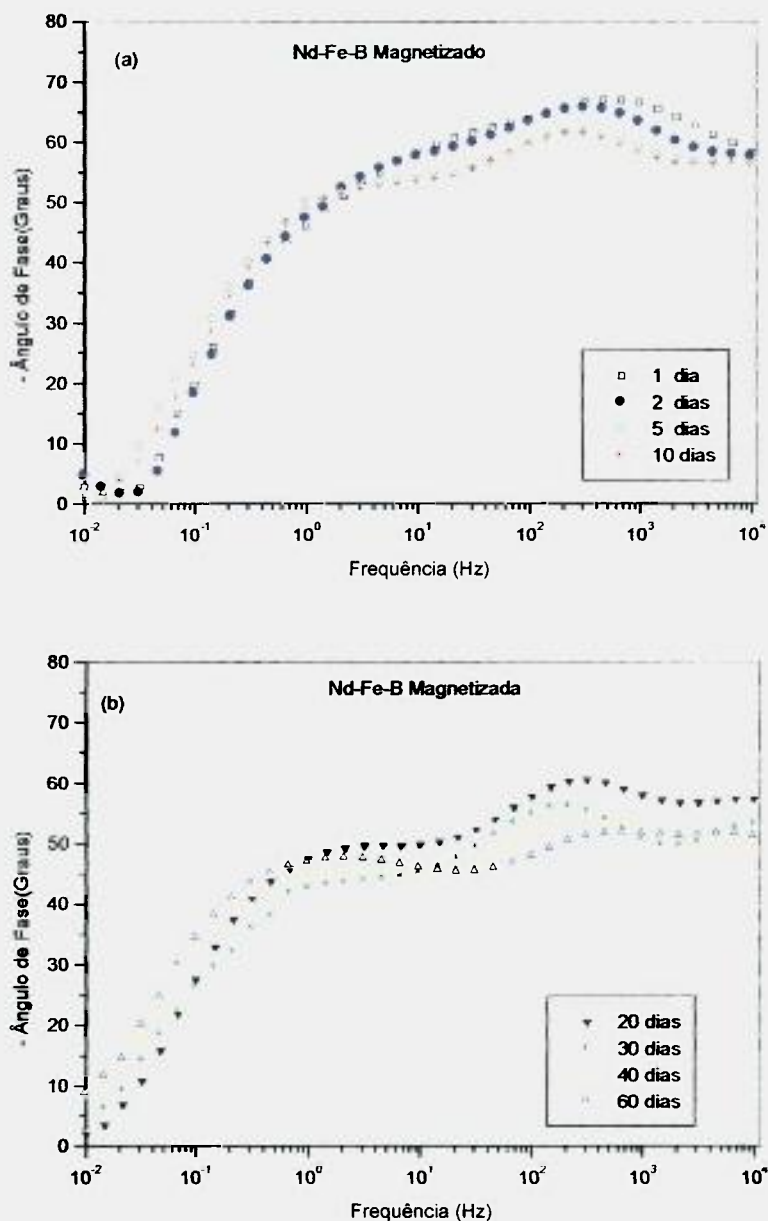 (a)
Nd-Fe-B Magnetizado
- Ângulo de Fase(Graus)
80
70
60
50
40
30
20
10
0
1 dia
2 dias
5 dias
10 dias
10⁻²
10⁻¹
10⁰
10¹
10²
10³
10⁴
Frequência (Hz)
(b)
Nd-Fe-B Magnetizada
- Ângulo de Fase(Graus)
80
70
60
50
40
30
20
10
0
20 dias
30 dias
40 dias
60 dias
10⁻²
10⁻¹
10⁰
10¹
10²
10³
10⁴
Frequência (Hz)